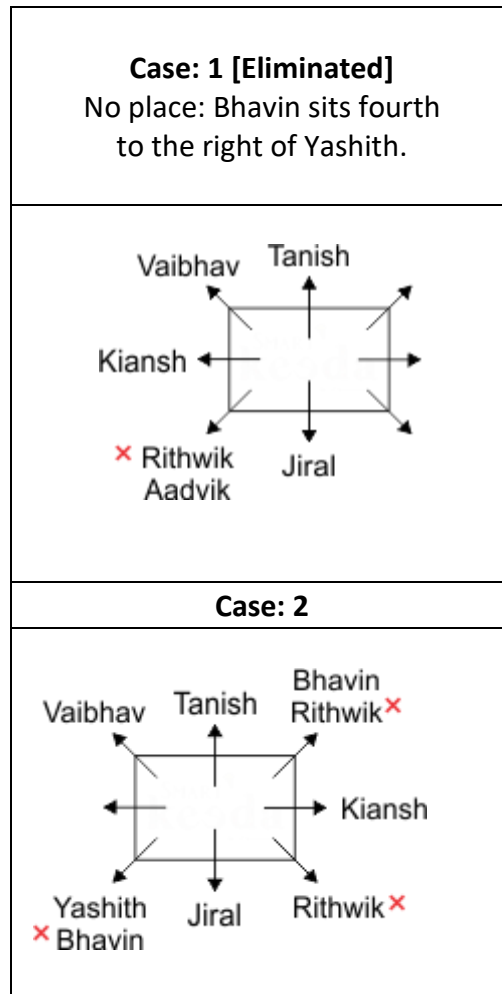 Case: 1 [Eliminated]
No place: Bhavin sits fourth
to the right of Yashith.
Vaibhav Tanish
Kiansh
× Rithwik
Aadvik
Jiral
Case: 2
Bhavin
Vaibhav Tanish Rithwik ×
Kiansh
Yashith
× Bhavin
Jiral
Rithwik ×